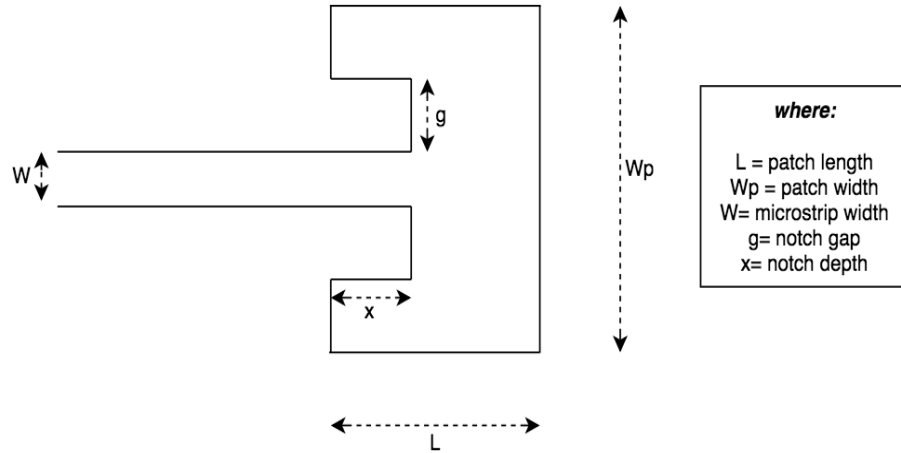 g
W
Wp
x
L
where:
L = patch length
Wp = patch width
W= microstrip width
g= notch gap
x= notch depth